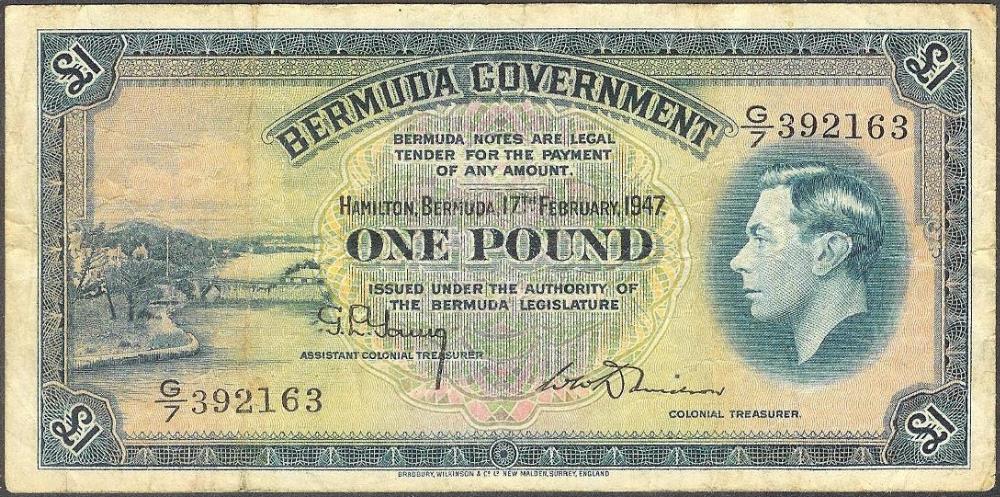 £1
£1
BERMUDA GOVERNMENT
G/7 392163
BERMUDA NOTES ARE LEGAL
TENDER FOR THE PAYMENT
OF ANY AMOUNT.
HAMILTON, BERMUDA, 17TH FEBRUARY, 1947.
ONE POUND
ISSUED UNDER THE AUTHORITY OF
THE BERMUDA LEGISLATURE
G.L. Young
ASSISTANT COLONIAL TREASURER
G/7 392163
COLONIAL TREASURER.
£1
£1
BRADBURY, WILKINSON & Cº Lᴰ NEW MALDEN, SURREY, ENGLAND